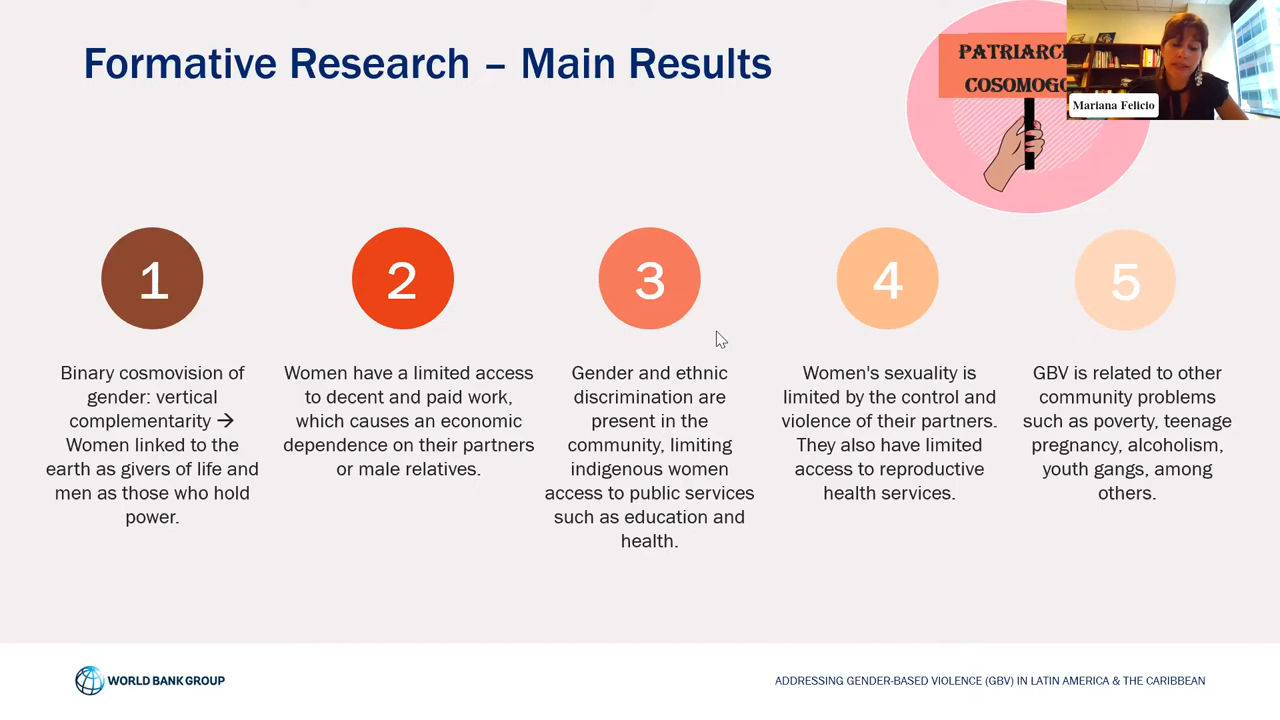 Formative Research – Main Results
COSOMOGO
Mariana Felicio
1
2
3
4
5
Binary cosmovision of
gender: vertical
complementarity →
Women linked to the
earth as givers of life and
men as those who hold
power.
Women have a limited access
to decent and paid work,
which causes an economic
dependence on their partners
or male relatives.
Gender and ethnic
discrimination are
present in the
community, limiting
indigenous women
access to public services
such as education and
health.
Women's sexuality is
limited by the control and
violence of their partners.
They also have limited
access to reproductive
health services.
GBV is related to other
community problems
such as poverty, teenage
pregnancy, alcoholism,
youth gangs, among
others.
WORLD BANK GROUP
ADDRESSING GENDER-BASED VIOLENCE (GBV) IN LATIN AMERICA & THE CARIBBEAN